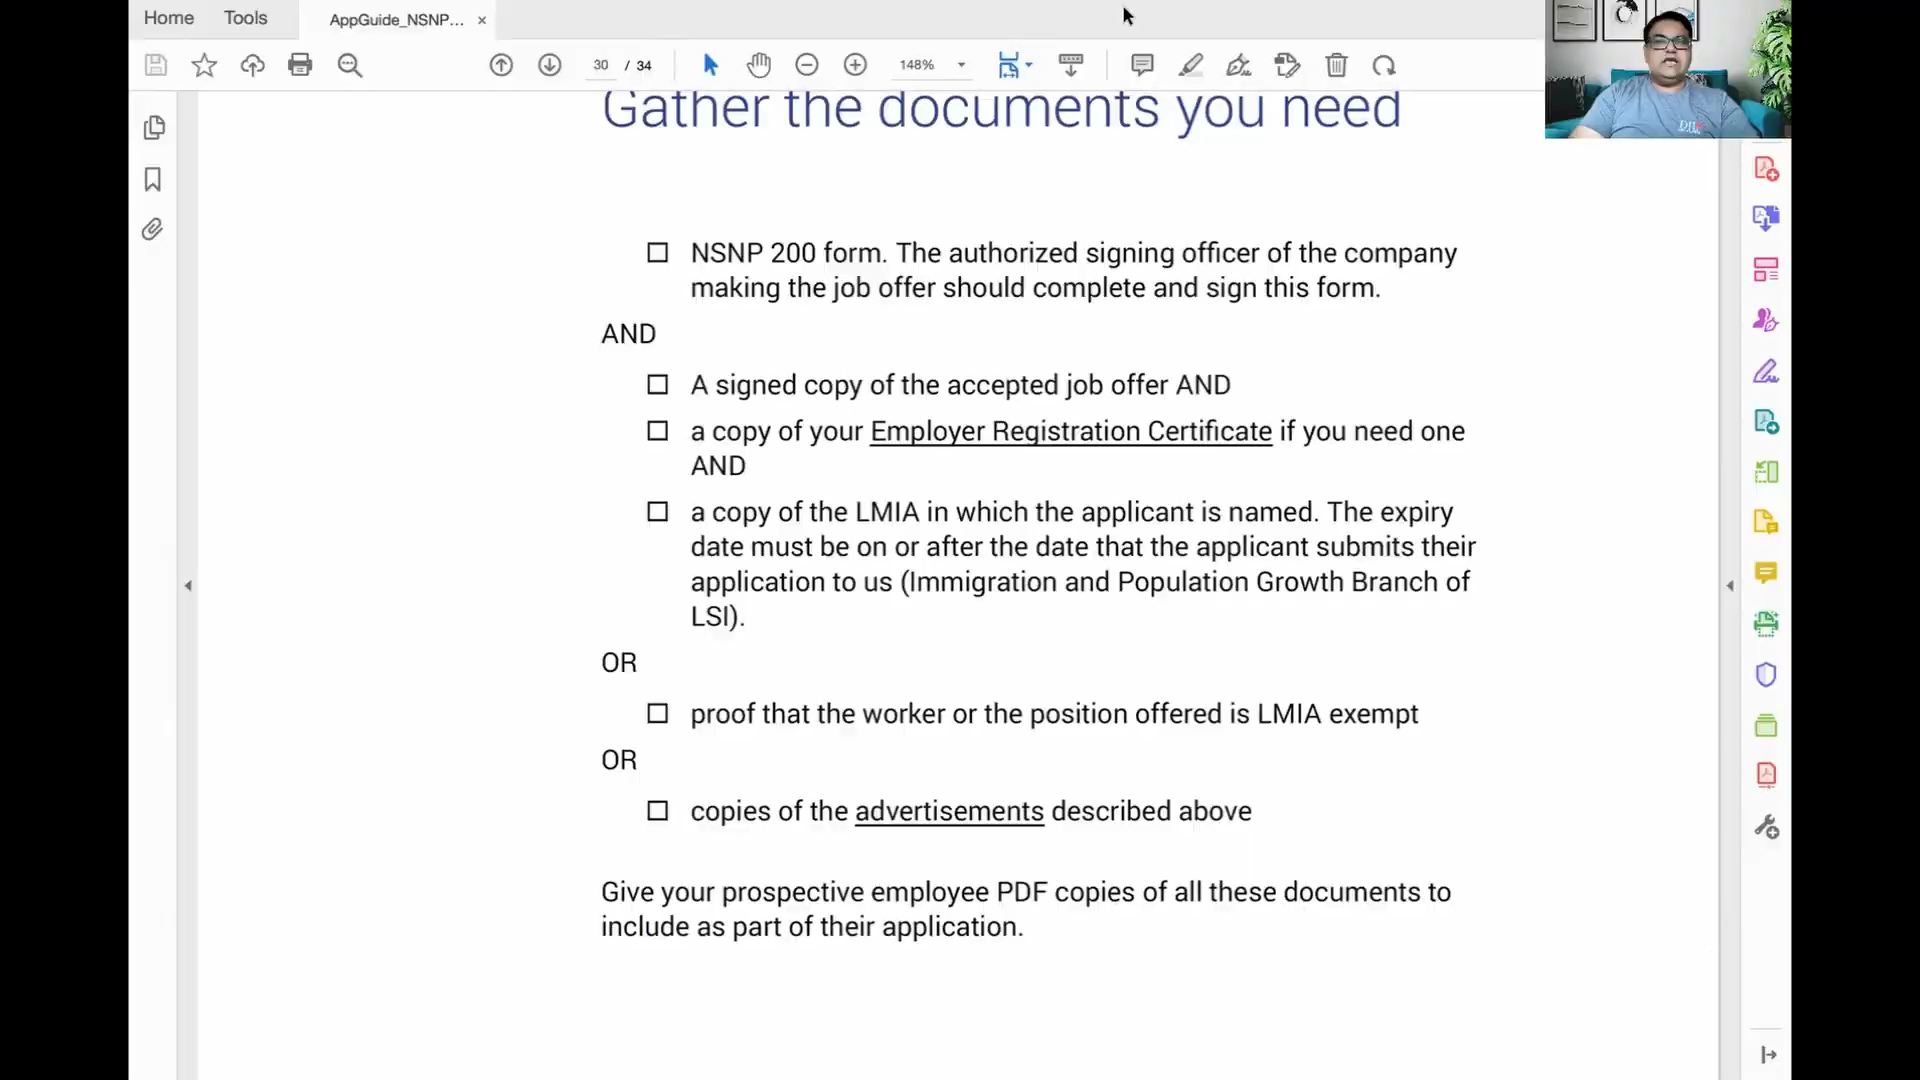 Home Tools AppGuide_NSNP... ×
30 / 34 148%
Gather the documents you need
NSNP 200 form. The authorized signing officer of the company
making the job offer should complete and sign this form.
AND
A signed copy of the accepted job offer AND
a copy of your Employer Registration Certificate if you need one
AND
a copy of the LMIA in which the applicant is named. The expiry
date must be on or after the date that the applicant submits their
application to us (Immigration and Population Growth Branch of
LSI).
OR
proof that the worker or the position offered is LMIA exempt
OR
copies of the advertisements described above
Give your prospective employee PDF copies of all these documents to
include as part of their application.